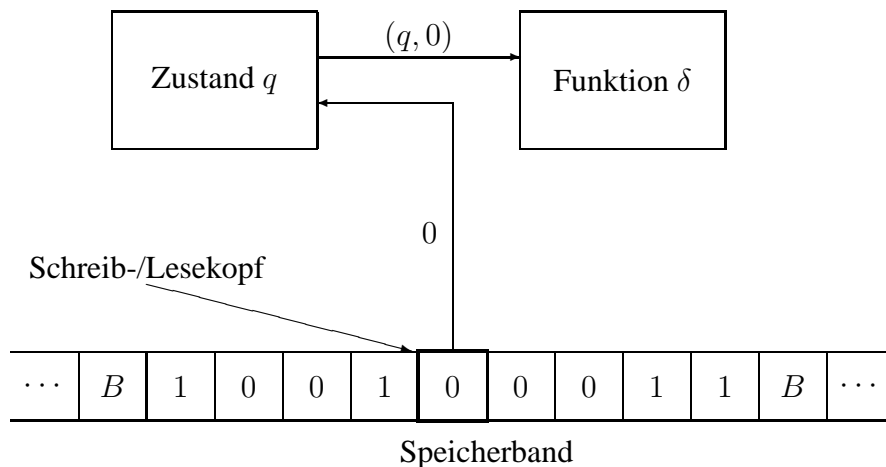 (q, 0)
Zustand q
Funktion δ
0
Schreib-/Lesekopf
⋯ B 1 0 0 1 0 0 0 1 1 B ⋯
Speicherband